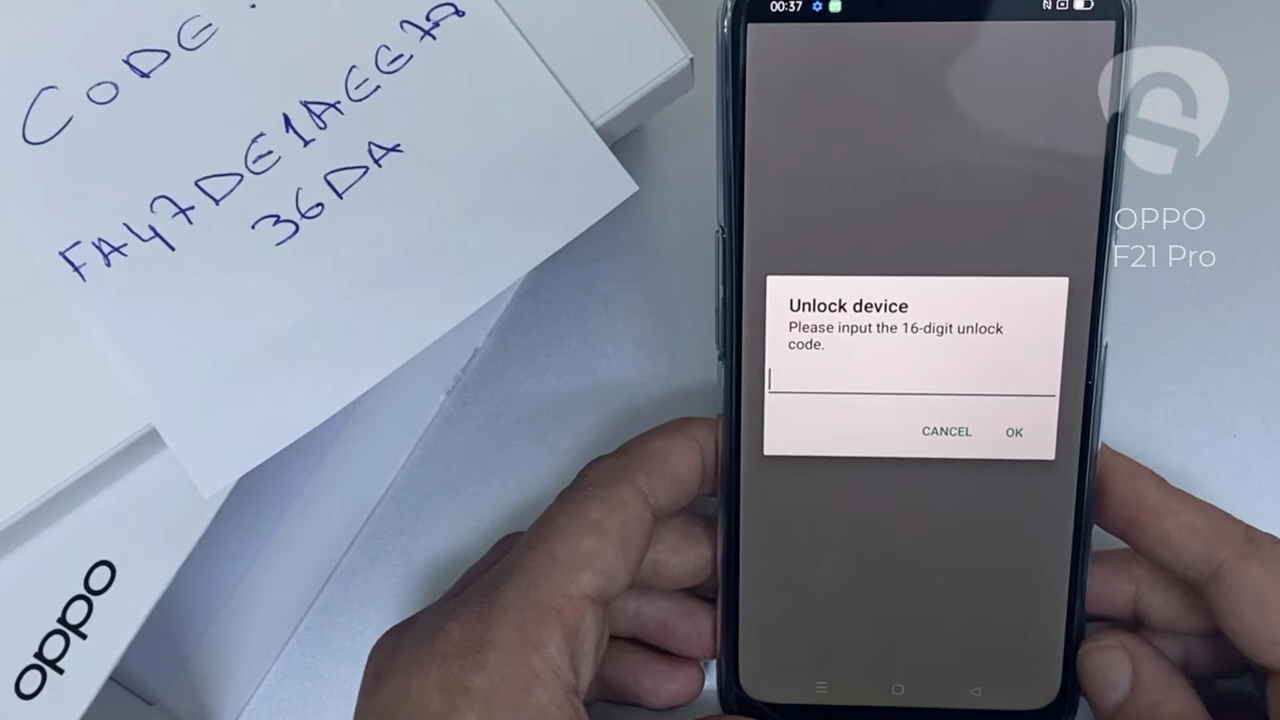 CODE:
FA47DE1AEE78
36DA
oppo
00:37
Unlock device
Please input the 16-digit unlock
code.
CANCEL
OK
OPPO
F21 Pro